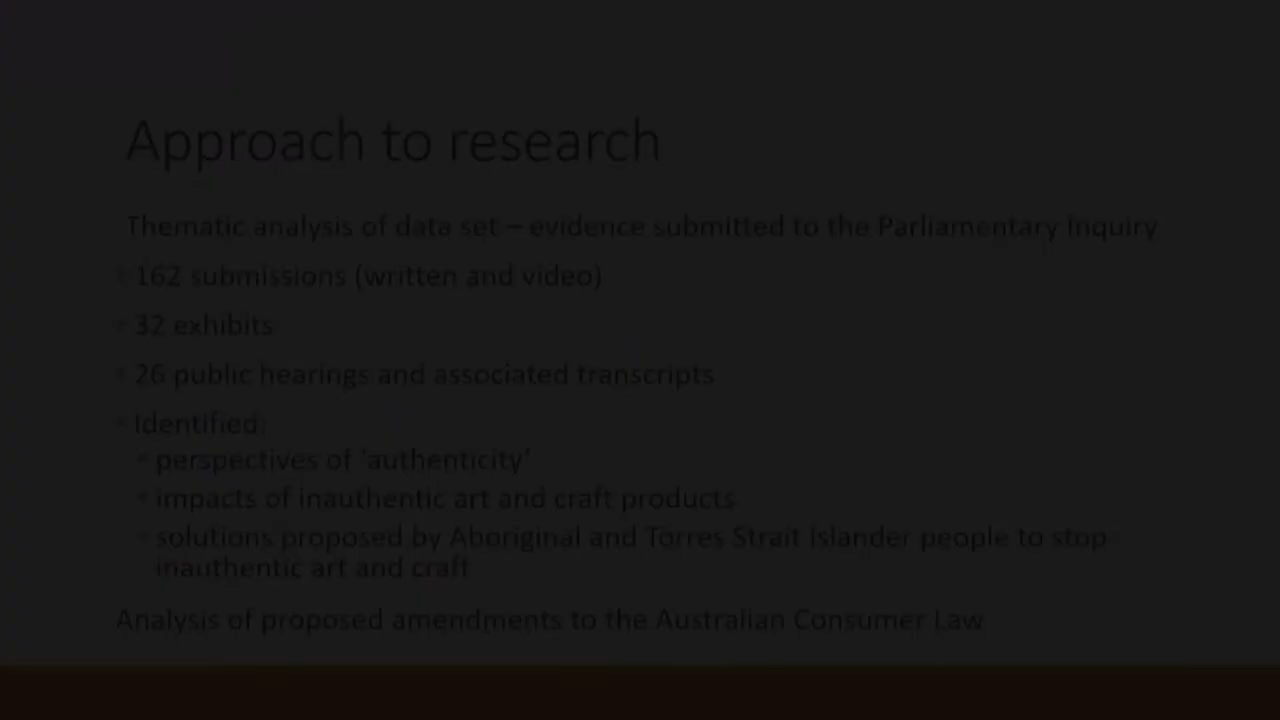 Approach to research
Thematic analysis of data set – evidence submitted to the Parliamentary Inquiry
162 submissions (written and video)
32 exhibits
26 public hearings and associated transcripts
Identified:
perspectives of ‘authenticity’
impacts of inauthentic art and craft products
solutions proposed by Aboriginal and Torres Strait Islander people to stop
inauthentic art and craft
Analysis of proposed amendments to the Australian Consumer Law